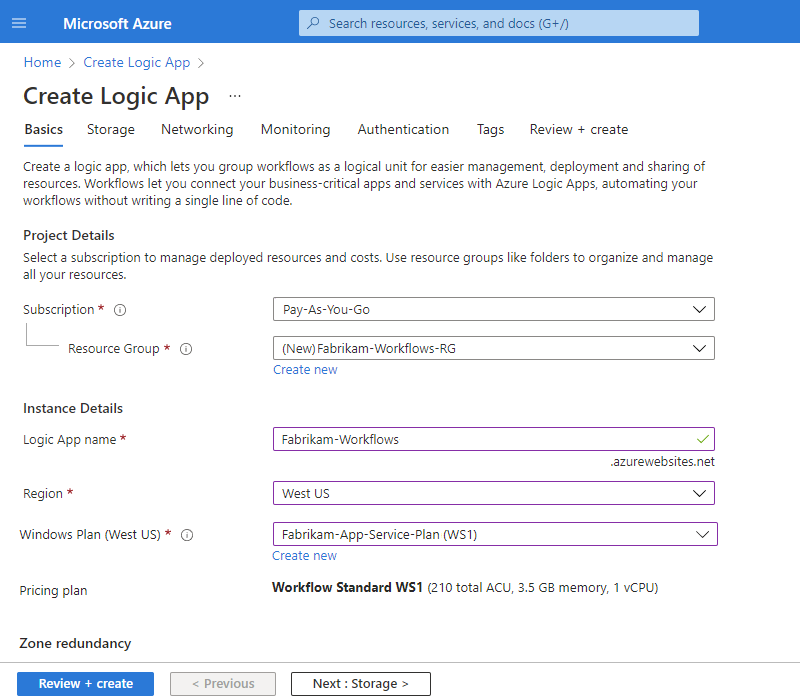 Microsoft Azure
Search resources, services, and docs (G+/)
Home > Create Logic App >
Create Logic App ...
Basics Storage Networking Monitoring Authentication Tags Review + create
Create a logic app, which lets you group workflows as a logical unit for easier management, deployment and sharing of
resources. Workflows let you connect your business-critical apps and services with Azure Logic Apps, automating your
workflows without writing a single line of code.
Project Details
Select a subscription to manage deployed resources and costs. Use resource groups like folders to organize and manage
all your resources.
Subscription *
Pay-As-You-Go
Resource Group *
(New)Fabrikam-Workflows-RG
Create new
Instance Details
Logic App name *
Fabrikam-Workflows
.azurewebsites.net
Region *
West US
Windows Plan (West US) *
Fabrikam-App-Service-Plan (WS1)
Create new
Pricing plan
Workflow Standard WS1 (210 total ACU, 3.5 GB memory, 1 vCPU)
Zone redundancy
Review + create
< Previous
Next : Storage >